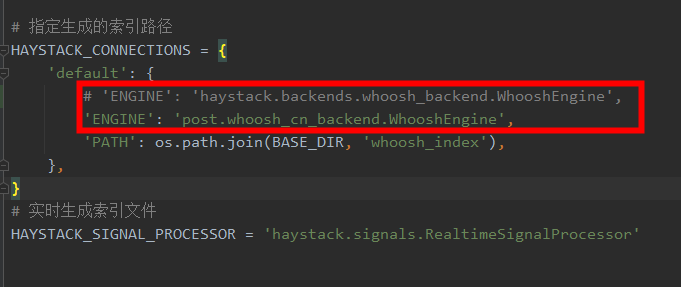 # 指定生成的索引路径
HAYSTACK_CONNECTIONS = {
'default': {
# 'ENGINE': 'haystack.backends.whoosh_backend.WhooshEngine',
'ENGINE': 'post.whoosh_cn_backend.WhooshEngine',
'PATH': os.path.join(BASE_DIR, 'whoosh_index'),
},
}
# 实时生成索引文件
HAYSTACK_SIGNAL_PROCESSOR = 'haystack.signals.RealtimeSignalProcessor'